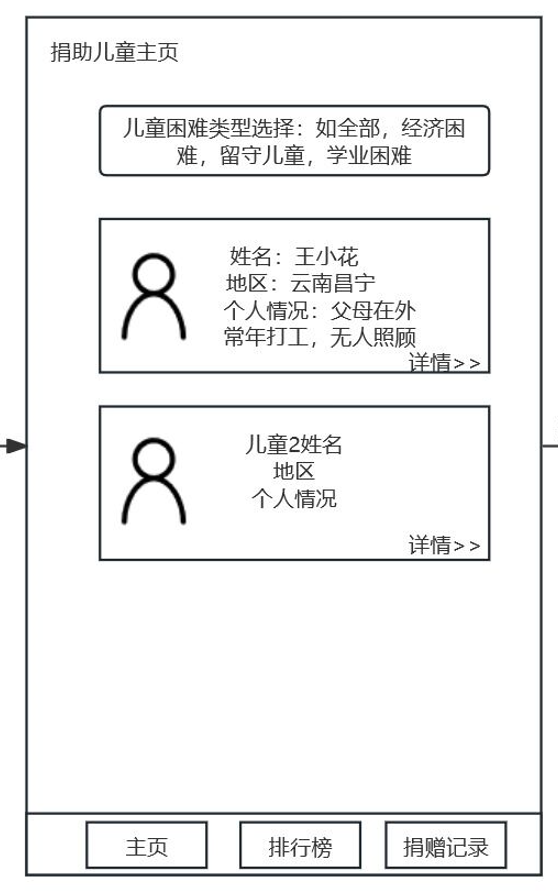 捐助儿童主页
儿童困难类型选择：如全部，经济困
难，留守儿童，学业困难
姓名：王小花
地区：云南昌宁
个人情况：父母在外
常年打工，无人照顾
详情>>
儿童2姓名
地区
个人情况
详情>>
主页
排行榜
捐赠记录